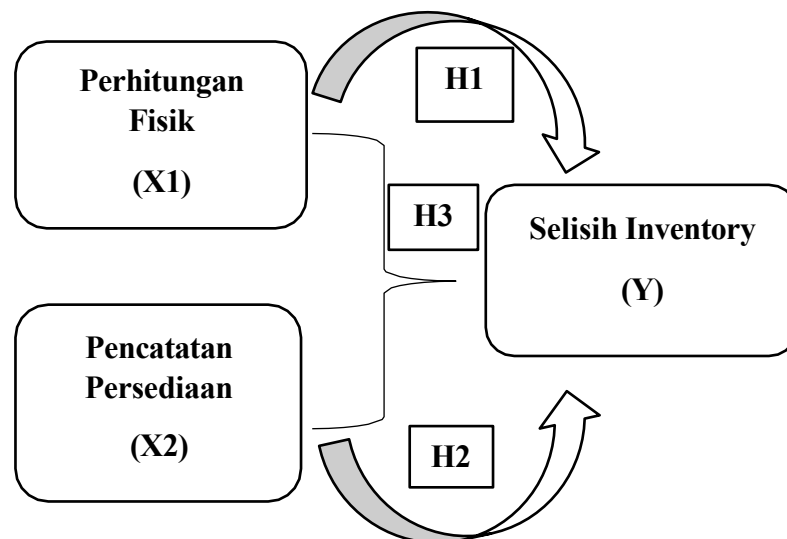 Perhitungan
Fisik
(X1)
H1
H3
Selisih Inventory
(Y)
Pencatatan
Persediaan
(X2)
H2